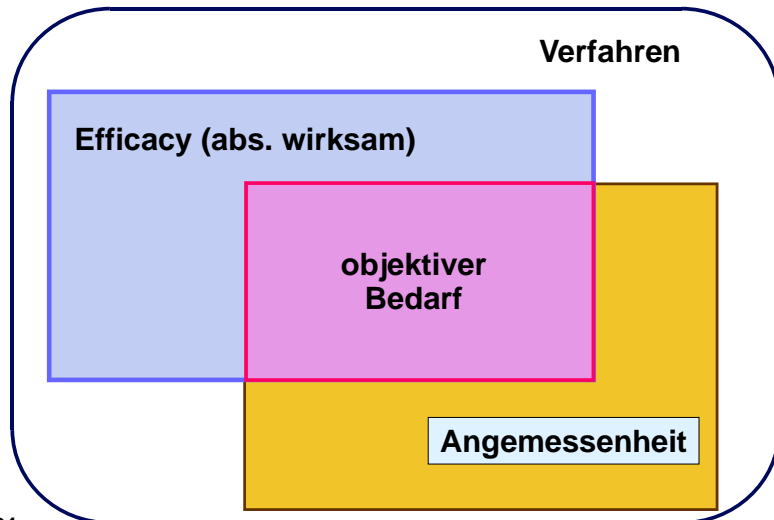 Verfahren
Efficacy (abs. wirksam)
objektiver
Bedarf
Angemessenheit